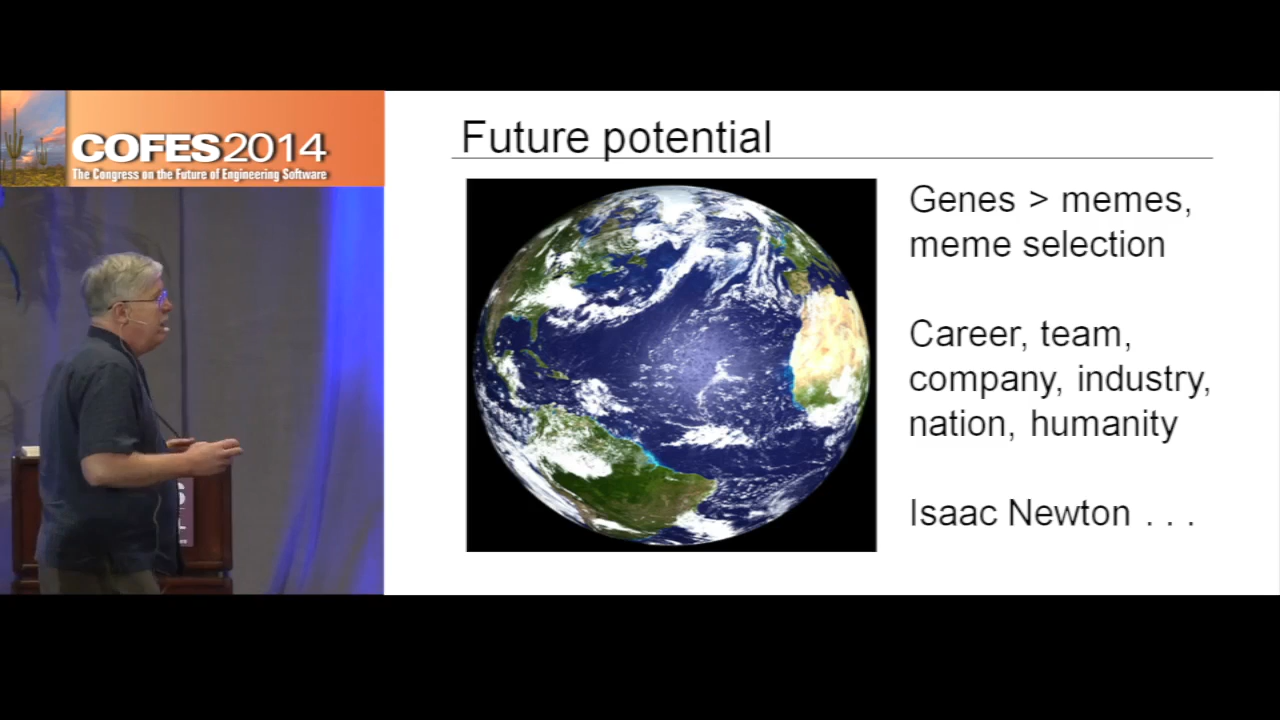 COFES2014
The Congress on the Future of Engineering Software
Future potential
Genes > memes,
meme selection
Career, team,
company, industry,
nation, humanity
Isaac Newton . . .